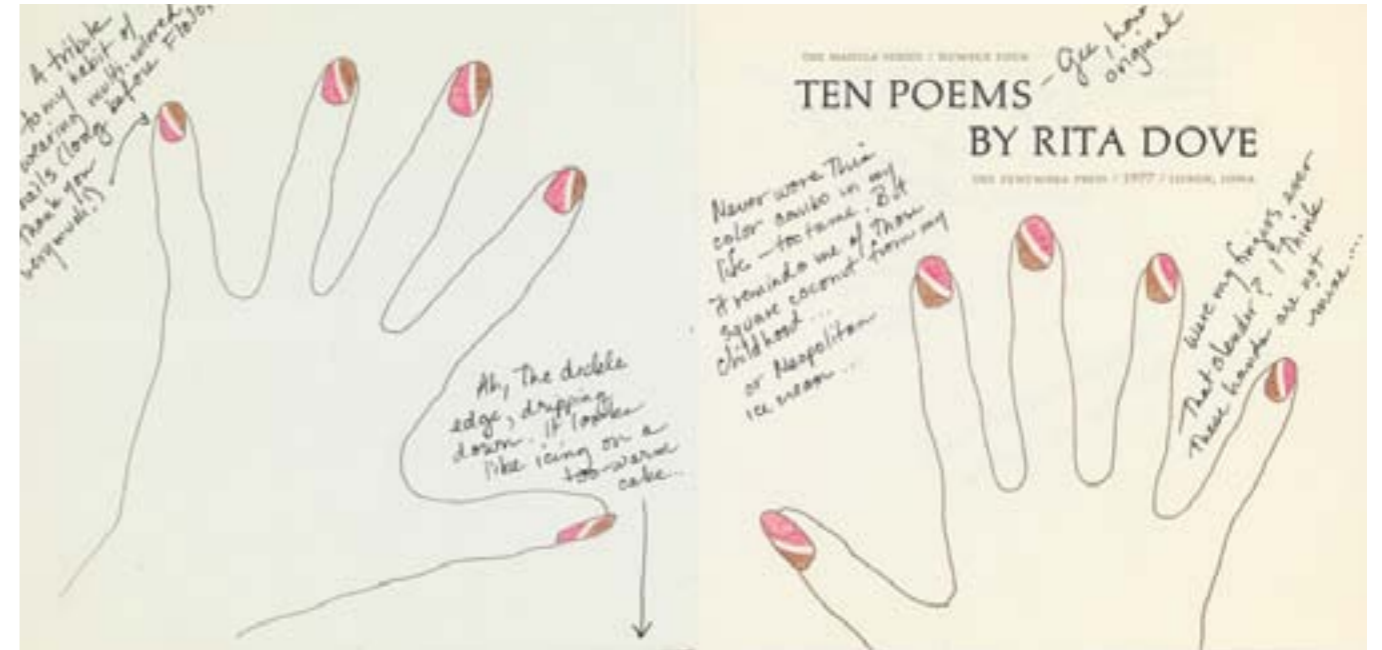 A tribute
to my habit of
wearing multi-colored
nails (long before FloJo,
thank you
very much!)
Ah, the deckle
edge, dripping
down. It looks
like icing on a
too-warm
cake...
THE MANILA SERIES / NUMBER FOUR
TEN POEMS
BY RITA DOVE
THE PENUMBRA PRESS / 1977 / LISBON, IOWA
- Gee, how
original
Never wore this
color combo in my
life - too tame. But
it reminds me of those
square coconut from my
childhood...
or Neopolitan
ice cream...
Were my fingers ever
that slender? I think
these hands are not
mine...